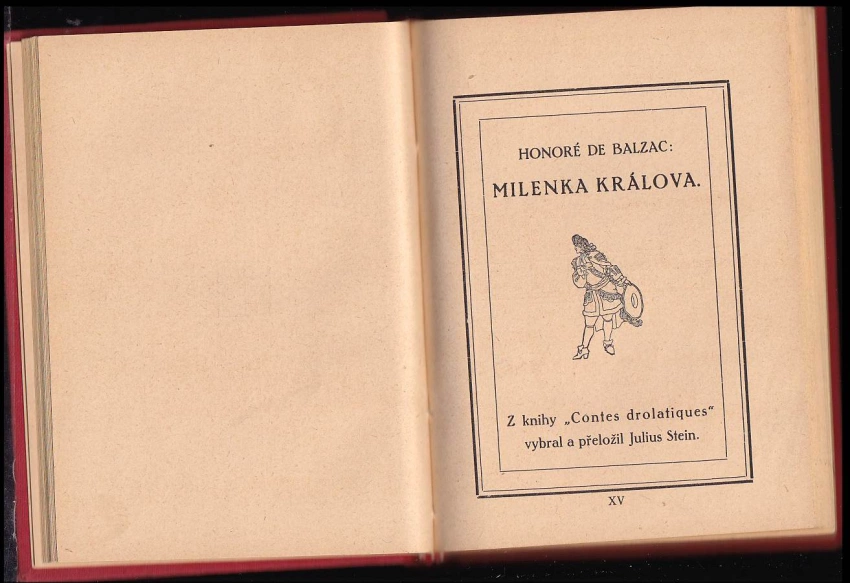 HONORÉ DE BALZAC:
MILENKA KRÁLOVA.
Z knihy „Contes drolatiques“
vybral a přeložil Julius Stein.
XV